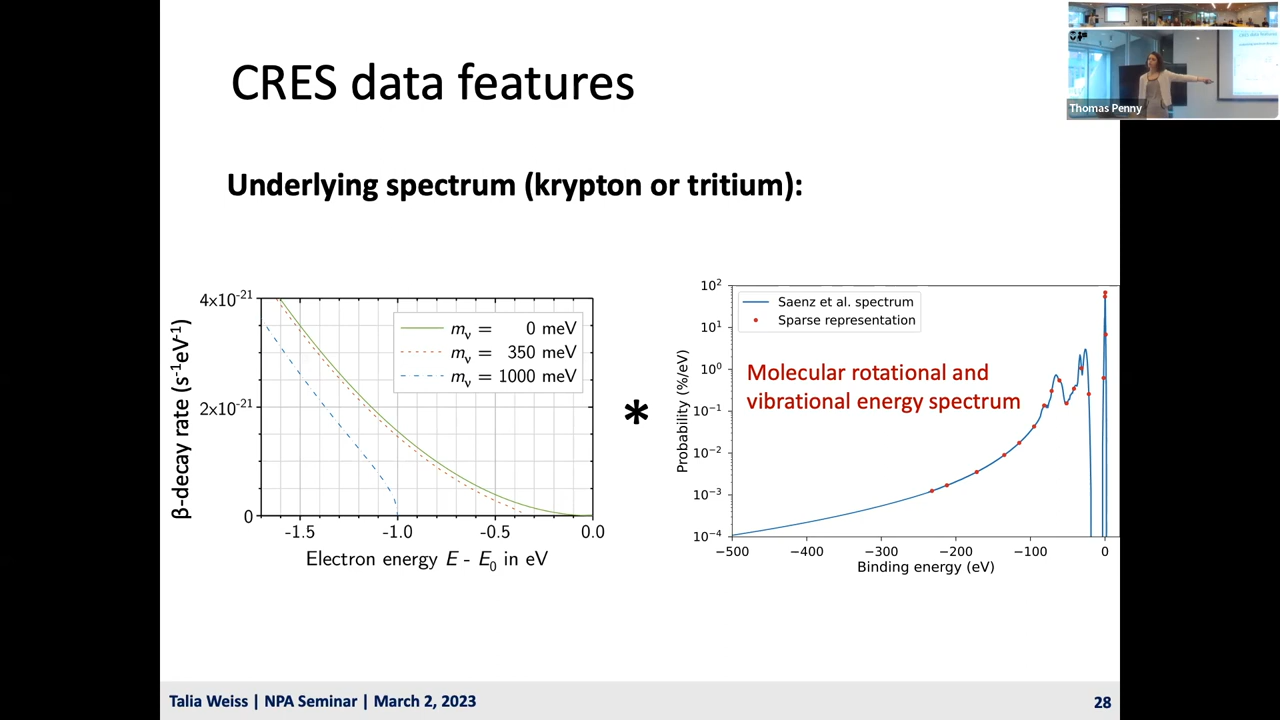 CRES data features
Thomas Penny
Underlying spectrum (krypton or tritium):
β-decay rate (s⁻¹eV⁻¹)
4x10⁻²¹
2x10⁻²¹
0
mᵥ = 0 meV
mᵥ = 350 meV
mᵥ = 1000 meV
-1.5 -1.0 -0.5 0.0
Electron energy E - E₀ in eV
*
Probability (%/eV)
10²
10¹
10⁰
10⁻¹
10⁻²
10⁻³
10⁻⁴
Saenz et al. spectrum
Sparse representation
Molecular rotational and
vibrational energy spectrum
−500 −400 −300 −200 −100 0
Binding energy (eV)
Talia Weiss | NPA Seminar | March 2, 2023
28